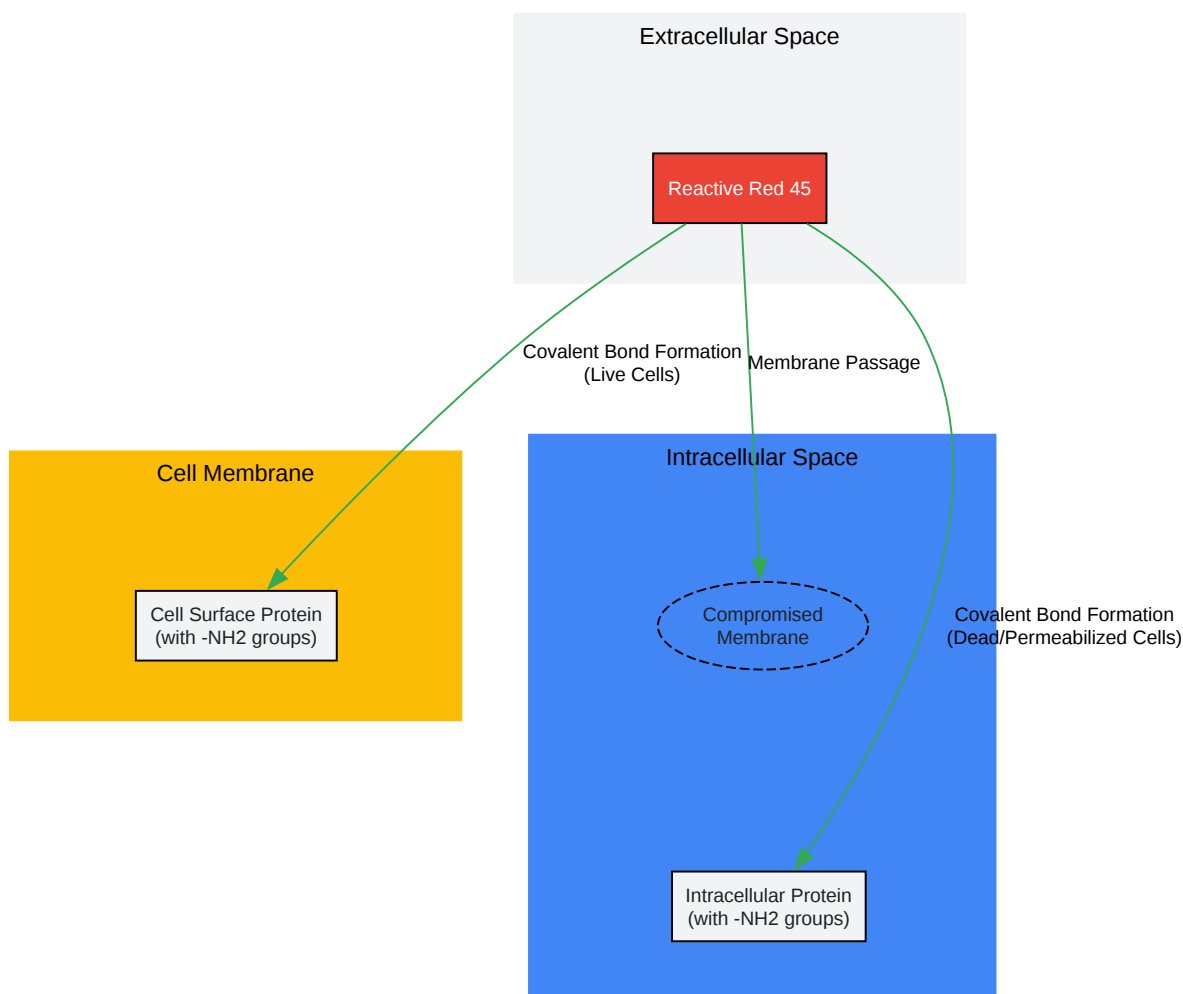 Extracellular Space
Reactive Red 45
Covalent Bond Formation
(Live Cells)
Membrane Passage
Cell Membrane
Intracellular Space
Cell Surface Protein
(with -NH2 groups)
Compromised
Membrane
Covalent Bond Formation
(Dead/Permeabilized Cells)
Intracellular Protein
(with -NH2 groups)